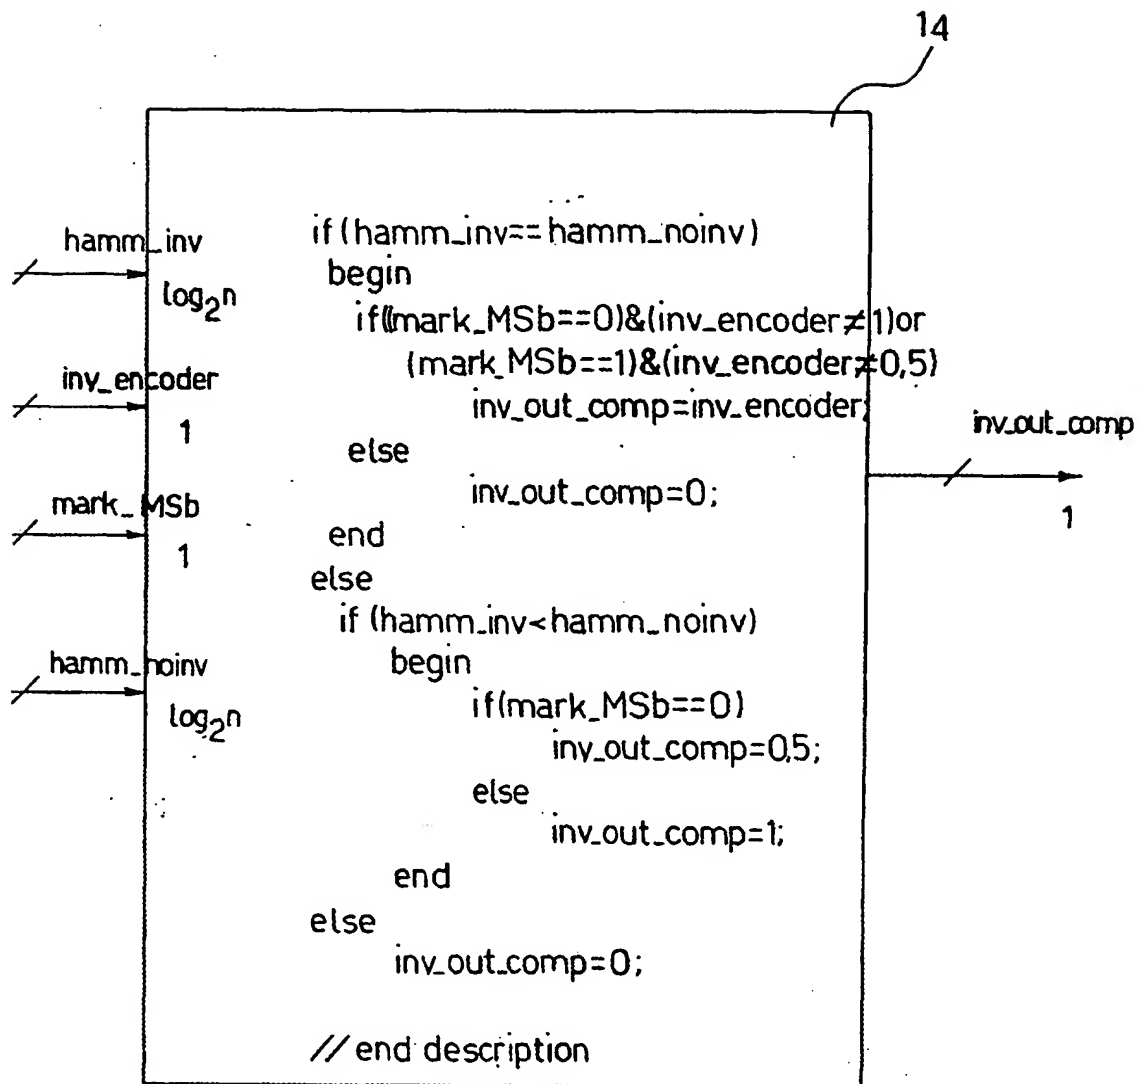 14
hamm_inv
log2n
inv_encoder
1
mark_MSb
1
hamm_noinv
log2n
if (hamm_inv==hamm_noinv)
begin
if((mark_MSb==0)&(inv_encoder≠1)or
(mark_MSb==1)&(inv_encoder≠0,5)
inv_out_comp=inv_encoder;
else
inv_out_comp=0;
end
else
if (hamm_inv<hamm_noinv)
begin
if(mark_MSb==0)
inv_out_comp=0,5;
else
inv_out_comp=1;
end
else
inv_out_comp=0;
// end description
inv_out_comp
1